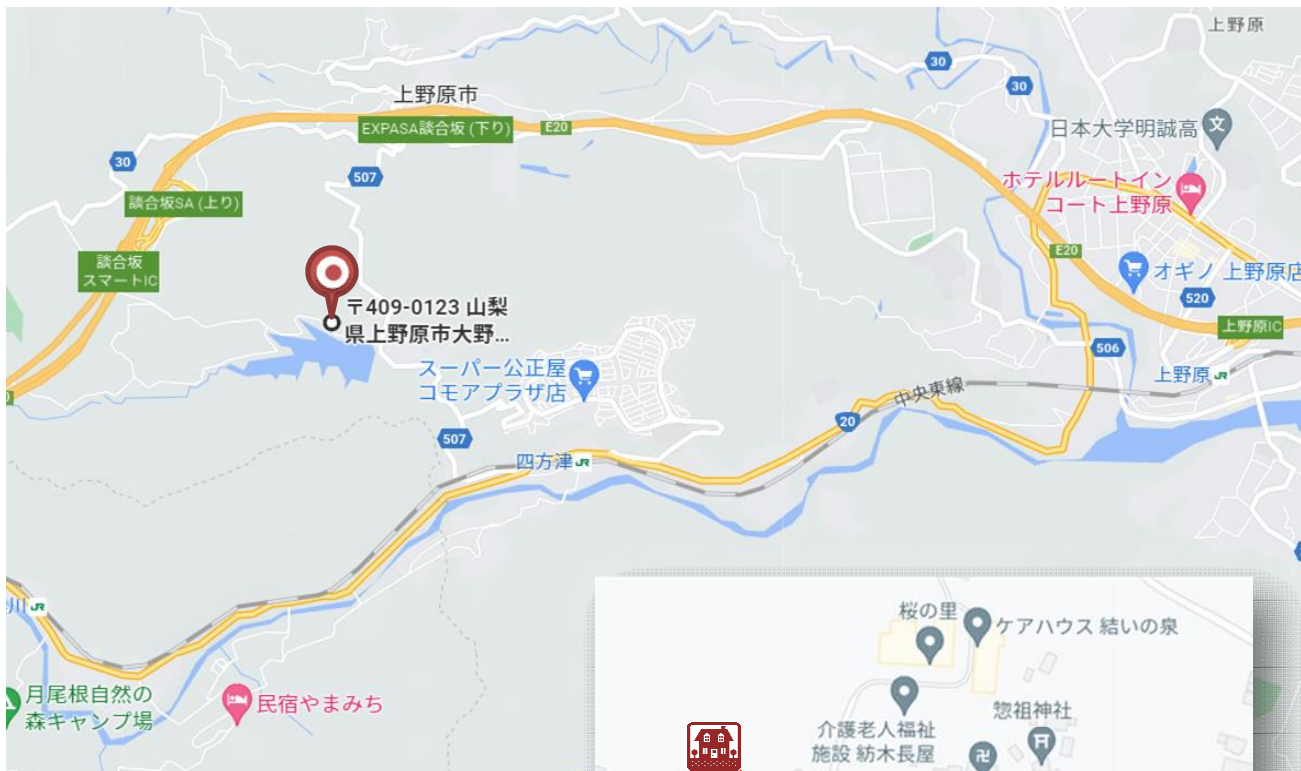 上野原
30
30
上野原市
EXPASA談合坂 (下り)
E20
日本大学明誠高
文
30
507
ホテルルートイン
コート上野原
談合坂SA (上り)
E20
談合坂
スマートIC
オギノ 上野原店
520
〒409-0123 山梨
県上野原市大野...
上野原IC
506
スーパー公正屋
コモアプラザ店
上野原 JR
中央東線
20
507
四方津 JR
川 JR
桜の里
ケアハウス 結いの泉
月尾根自然の
森キャンプ場
民宿やまみち
惣祖神社
介護老人福祉
施設 紡木長屋
卍